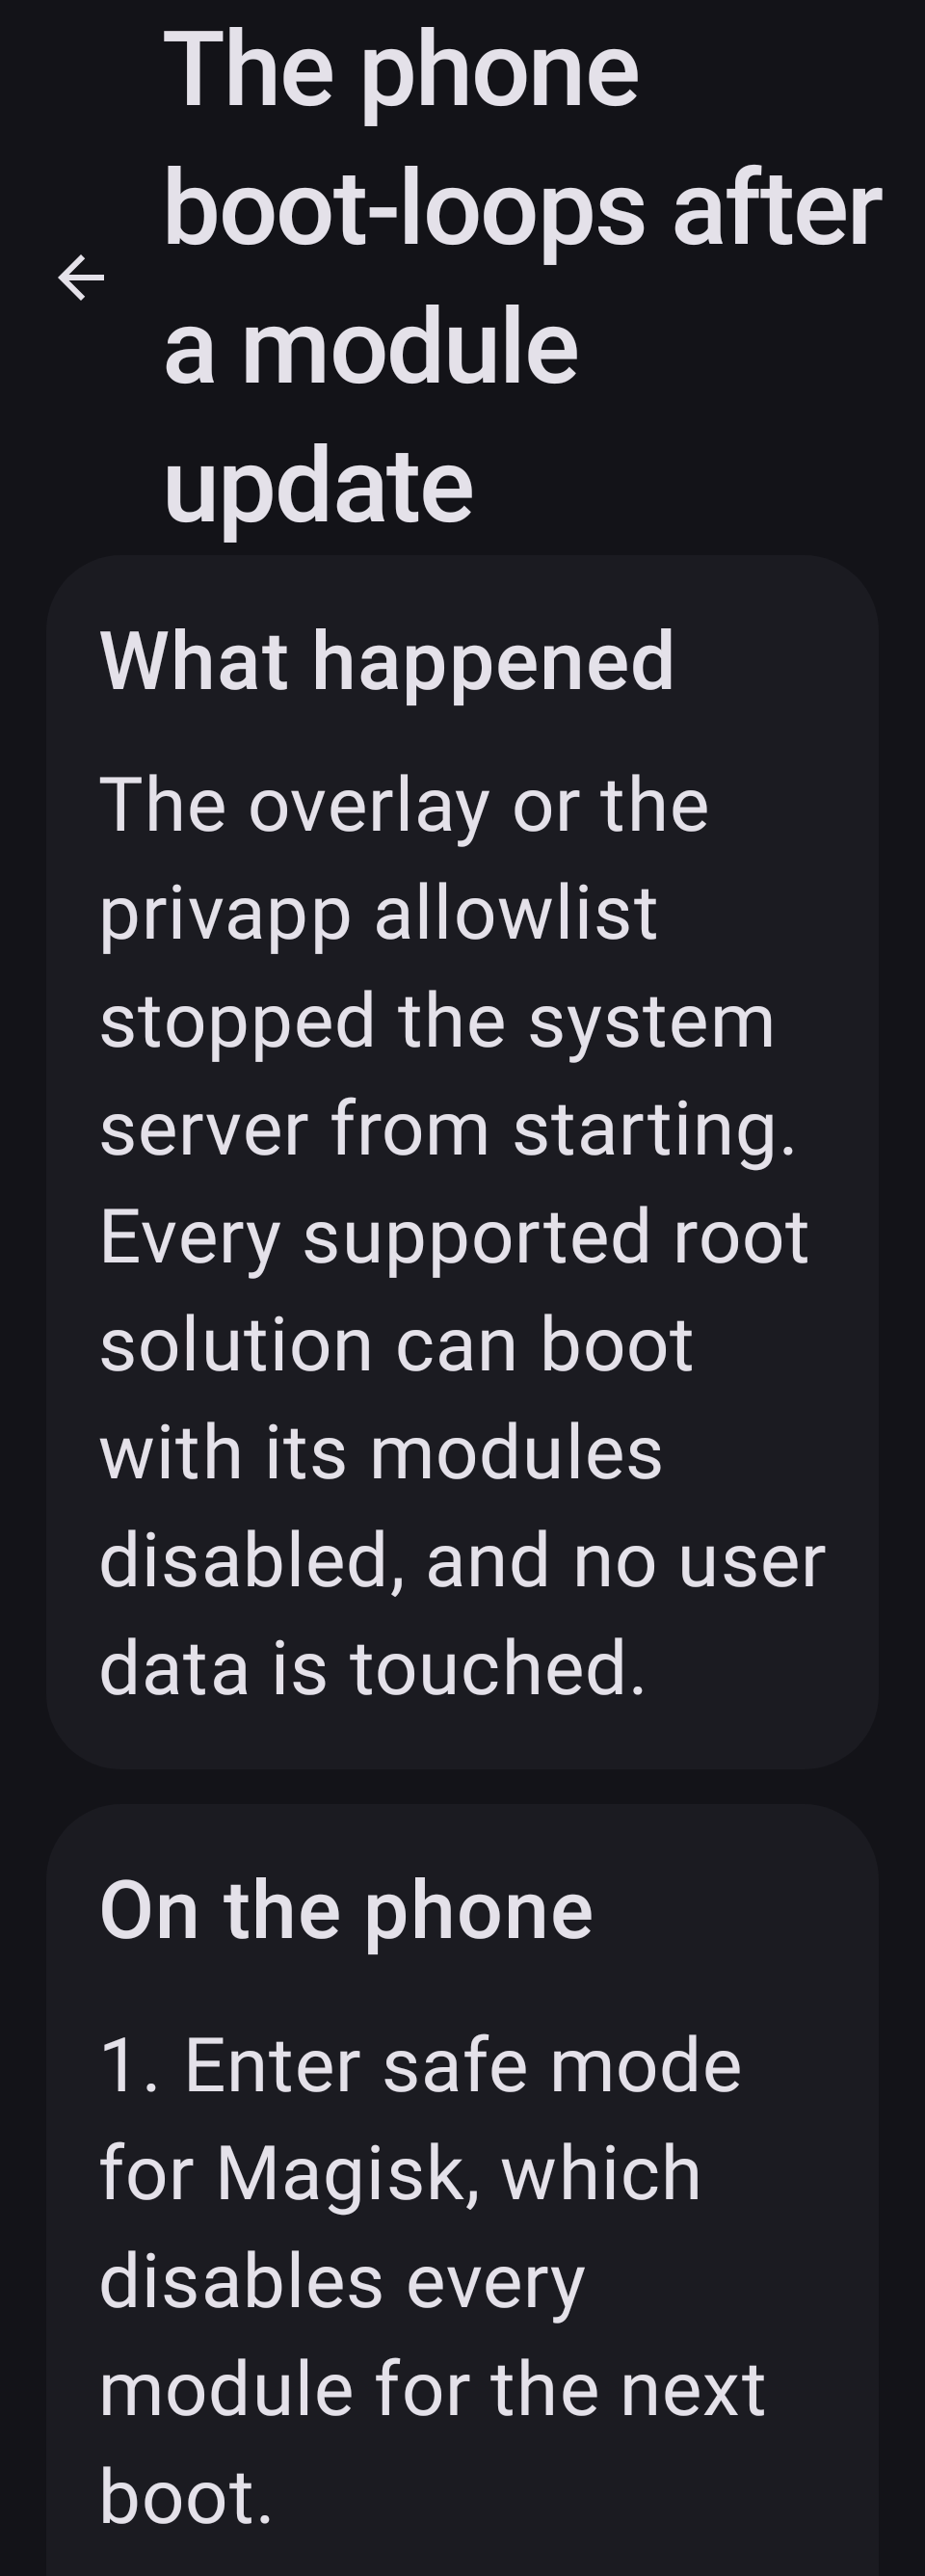 The phone
boot-loops after
a module
update
What happened
The overlay or the
privapp allowlist
stopped the system
server from starting.
Every supported root
solution can boot
with its modules
disabled, and no user
data is touched.
On the phone
1. Enter safe mode
for Magisk, which
disables every
module for the next
boot.